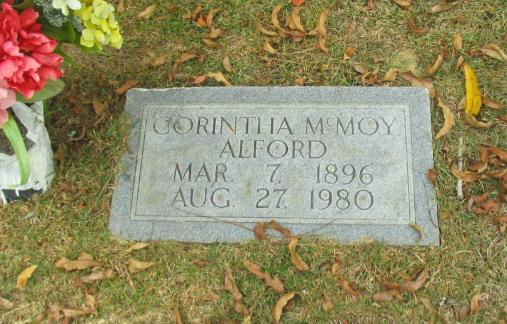 CORINTHA McMOY
ALFORD
MAR. 7, 1896
AUG. 27, 1980